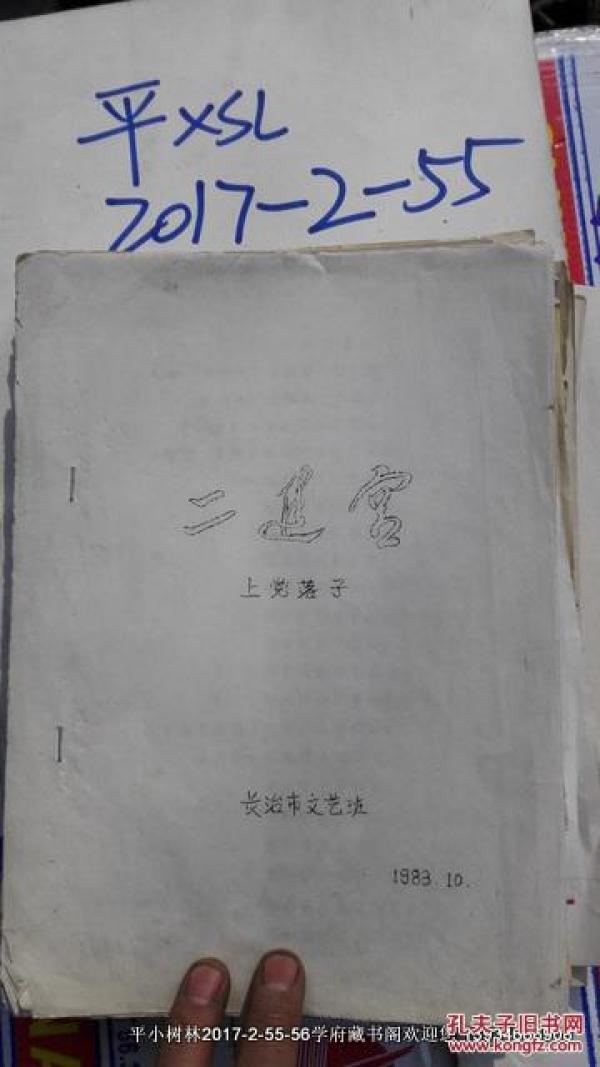 平XSL
2017-2-55
二进宫
上党落子
长治市文艺班
1983.10.
平小树林2017-2-55-56学府藏书阁欢迎您
孔夫子旧书网
www.kongfz.com